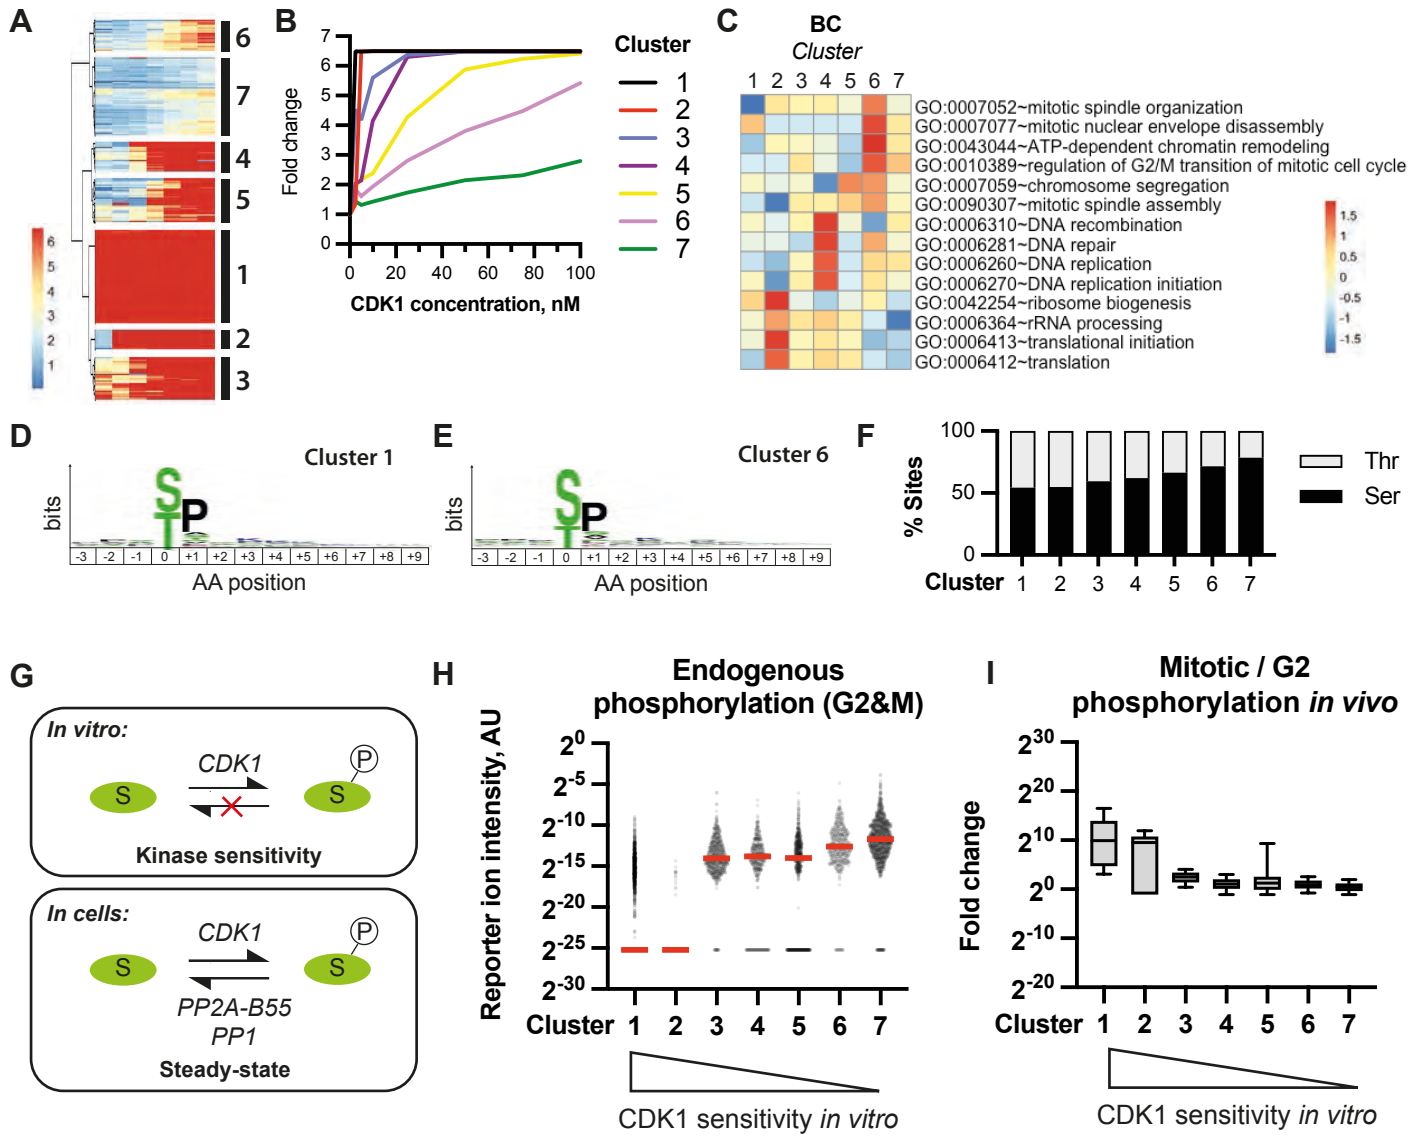 A
6
7
4
5
1
2
3
6
5
4
3
2
1
B
Fold change
7
6
5
4
3
2
1
0
0 20 40 60 80 100
CDK1 concentration, nM
Cluster
1
2
3
4
5
6
7
C
BC
Cluster
1 2 3 4 5 6 7
GO:0007052~mitotic spindle organization
GO:0007077~mitotic nuclear envelope disassembly
GO:0043044~ATP-dependent chromatin remodeling
GO:0010389~regulation of G2/M transition of mitotic cell cycle
GO:0007059~chromosome segregation
GO:0090307~mitotic spindle assembly
GO:0006310~DNA recombination
GO:0006281~DNA repair
GO:0006260~DNA replication
GO:0006270~DNA replication initiation
GO:0042254~ribosome biogenesis
GO:0006364~rRNA processing
GO:0006413~translational initiation
GO:0006412~translation
1.5
1
0.5
0
-0.5
-1
-1.5
D
Cluster 1
bits
S
T
P
-3 -2 -1 0 +1 +2 +3 +4 +5 +6 +7 +8 +9
AA position
E
Cluster 6
bits
S
T
P
-3 -2 -1 0 +1 +2 +3 +4 +5 +6 +7 +8 +9
AA position
F
% Sites
100
50
0
Cluster 1 2 3 4 5 6 7
Thr
Ser
G
In vitro:
CDK1
S
S
P
Kinase sensitivity
In cells:
CDK1
S
S
P
PP2A-B55
PP1
Steady-state
H
Endogenous
phosphorylation (G2&M)
Reporter ion intensity, AU
2^0
2^-5
2^-10
2^-15
2^-20
2^-25
2^-30
Cluster 1 2 3 4 5 6 7
CDK1 sensitivity in vitro
I
Mitotic / G2
phosphorylation in vivo
Fold change
2^30
2^20
2^10
2^0
2^-10
2^-20
Cluster 1 2 3 4 5 6 7
CDK1 sensitivity in vitro